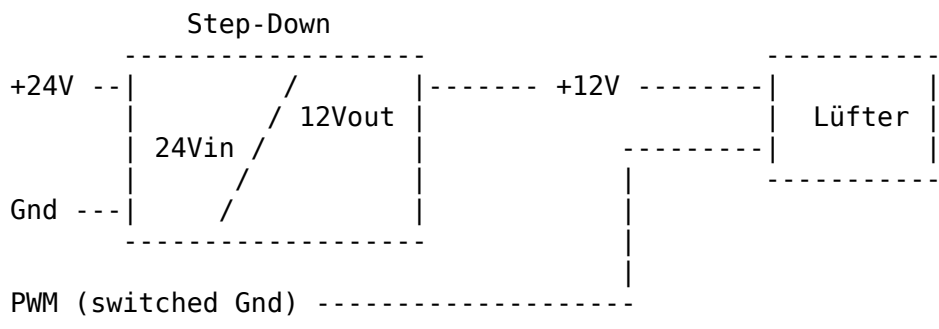 Step-Down
+24V +12V
12Vout Lüfter
24Vin
Gnd
PWM (switched Gnd)